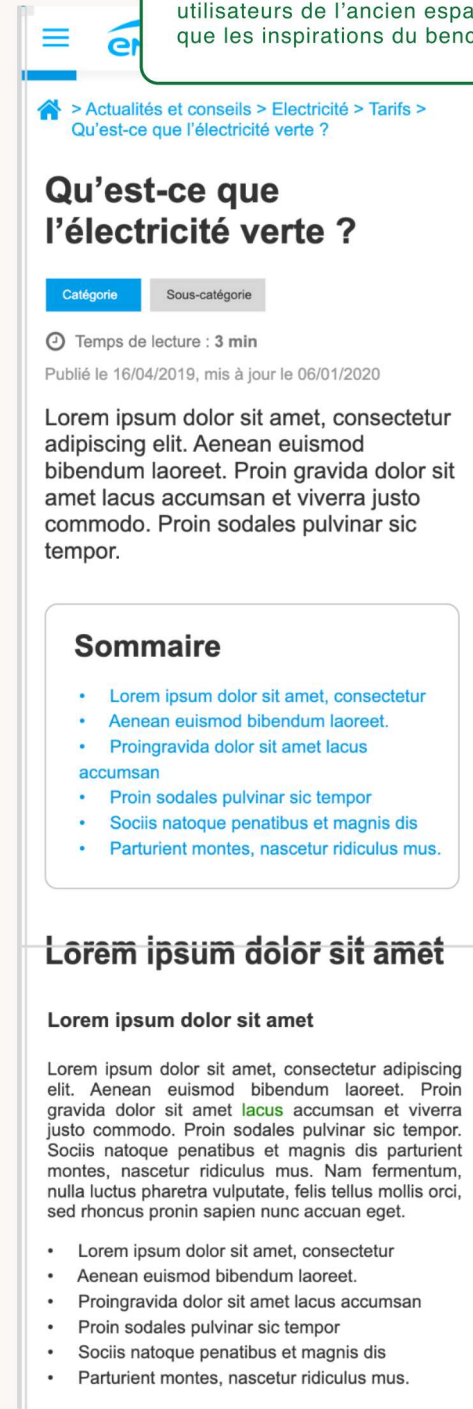 utilisateurs de l'ancien
que les inspirations du
> Actualités et conseils > Electricité > Tarifs >
Qu'est-ce que l'électricité verte ?
Qu'est-ce que
l'électricité verte ?
Catégorie
Sous-catégorie
Temps de lecture : 3 min
Publié le 16/04/2019, mis à jour le 06/01/2020
Lorem ipsum dolor sit amet, consectetur
adipiscing elit. Aenean euismod
bibendum laoreet. Proin gravida dolor sit
amet lacus accumsan et viverra justo
commodo. Proin sodales pulvinar sic
tempor.
Sommaire
• Lorem ipsum dolor sit amet, consectetur
• Aenean euismod bibendum laoreet.
• Proingravida dolor sit amet lacus
accumsan
• Proin sodales pulvinar sic tempor
• Sociis natoque penatibus et magnis dis
• Parturient montes, nascetur ridiculus mus.
Lorem ipsum dolor sit amet
Lorem ipsum dolor sit amet
Lorem ipsum dolor sit amet, consectetur adipiscing
elit. Aenean euismod bibendum laoreet. Proin
gravida dolor sit amet lacus accumsan et viverra
justo commodo. Proin sodales pulvinar sic tempor.
Sociis natoque penatibus et magnis dis parturient
montes, nascetur ridiculus mus. Nam fermentum,
nulla luctus pharetra vulputate, felis tellus mollis orci,
sed rhoncus pronin sapien nunc accuan eget.
• Lorem ipsum dolor sit amet, consectetur
• Aenean euismod bibendum laoreet.
• Proingravida dolor sit amet lacus accumsan
• Proin sodales pulvinar sic tempor
• Sociis natoque penatibus et magnis dis
• Parturient montes, nascetur ridiculus mus.